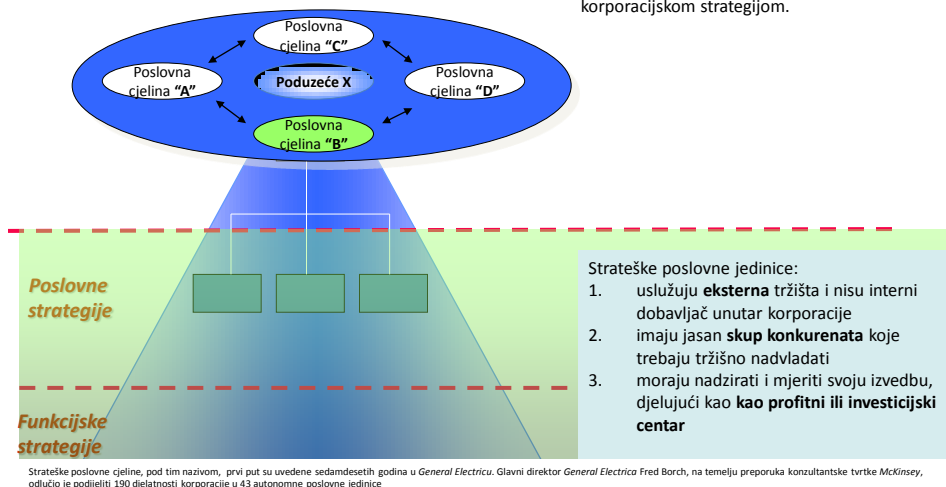 korporacijskom strategijom.
Poslovna
cjelina “C”
Poslovna
cjelina “A”
Poduzeće X
Poslovna
cjelina “D”
Poslovna
cjelina “B”
Poslovne
strategije
Strateške poslovne jedinice:
1. uslužuju eksterna tržišta i nisu interni
dobavljač unutar korporacije
2. imaju jasan skup konkurenata koje
trebaju tržišno nadvladati
3. moraju nadzirati i mjeriti svoju izvedbu,
djelujući kao kao profitni ili investicijski
centar
Funkcijske
strategije
Strateške poslovne cjeline, pod tim nazivom, prvi put su uvedene sedamdesetih godina u General Electricu. Glavni direktor General Electrica Fred Borch, na temelju preporuka konzultantske tvrtke McKinsey,
odlučio je podijeliti 190 djelatnosti korporacije u 43 autonomne poslovne jedinice